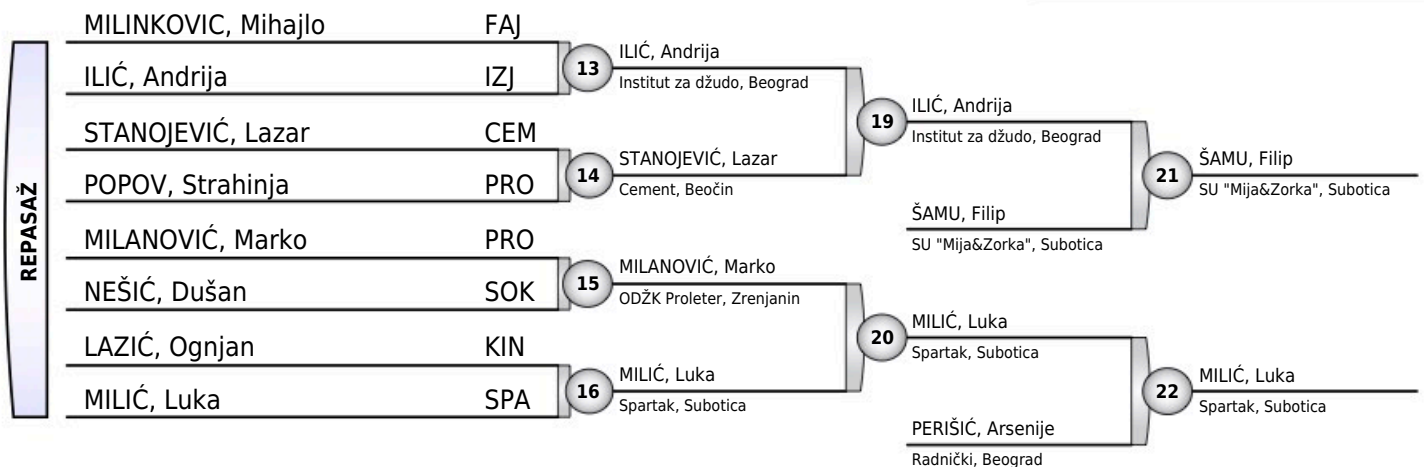 REPASAŽ
MILINKOVIC, Mihajlo FAJ
ILIĆ, Andrija IZJ
STANOJEVIĆ, Lazar CEM
POPOV, Strahinja PRO
MILANOVIĆ, Marko PRO
NEŠIĆ, Dušan SOK
LAZIĆ, Ognjan KIN
MILIĆ, Luka SPA
13
ILIĆ, Andrija
Institut za džudo, Beograd
14
STANOJEVIĆ, Lazar
Cement, Beočin
15
MILANOVIĆ, Marko
ODŽK Proleter, Zrenjanin
16
MILIĆ, Luka
Spartak, Subotica
19
ILIĆ, Andrija
Institut za džudo, Beograd
ŠAMU, Filip
SU "Mija&Zorka", Subotica
20
MILIĆ, Luka
Spartak, Subotica
PERIŠIĆ, Arsenije
Radnički, Beograd
21
ŠAMU, Filip
SU "Mija&Zorka", Subotica
22
MILIĆ, Luka
Spartak, Subotica